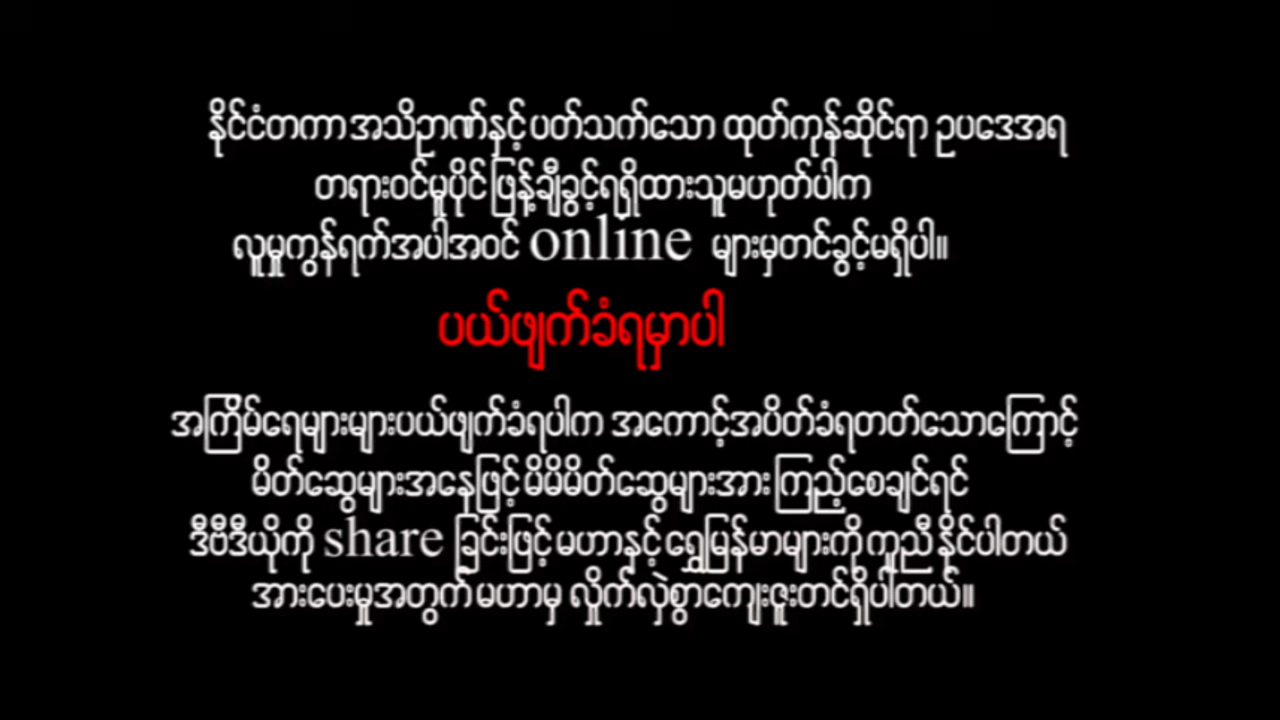 နိုင်ငံတကာ အသိဉာဏ်နှင့် ပတ်သက်သော ထုတ်ကုန်ဆိုင်ရာ ဥပဒေအရ
တရားဝင်မူပိုင် ဖြန့်ချီခွင့်ရရှိထားသူမဟုတ်ပါက
လူမှုကွန်ရက်အပါအဝင် online များမှတင်ခွင့်မရှိပါ။
ပယ်ဖျက်ခံရမှာပါ
အကြိမ်ရေများများပယ်ဖျက်ခံရပါက အကောင့်အပိတ်ခံရတတ်သောကြောင့်
မိတ်ဆွေများအနေဖြင့် မိမိမိတ်ဆွေများအား ကြည့်စေချင်ရင်
ဒီဗီဒီယိုကို share ခြင်းဖြင့် မဟာနှင့် ရွှေမြန်မာများကို ကူညီ နိုင်ပါတယ်
အားပေးမှုအတွက် မဟာမှ လှိုက်လှဲစွာကျေးဇူးတင်ရှိပါတယ်။